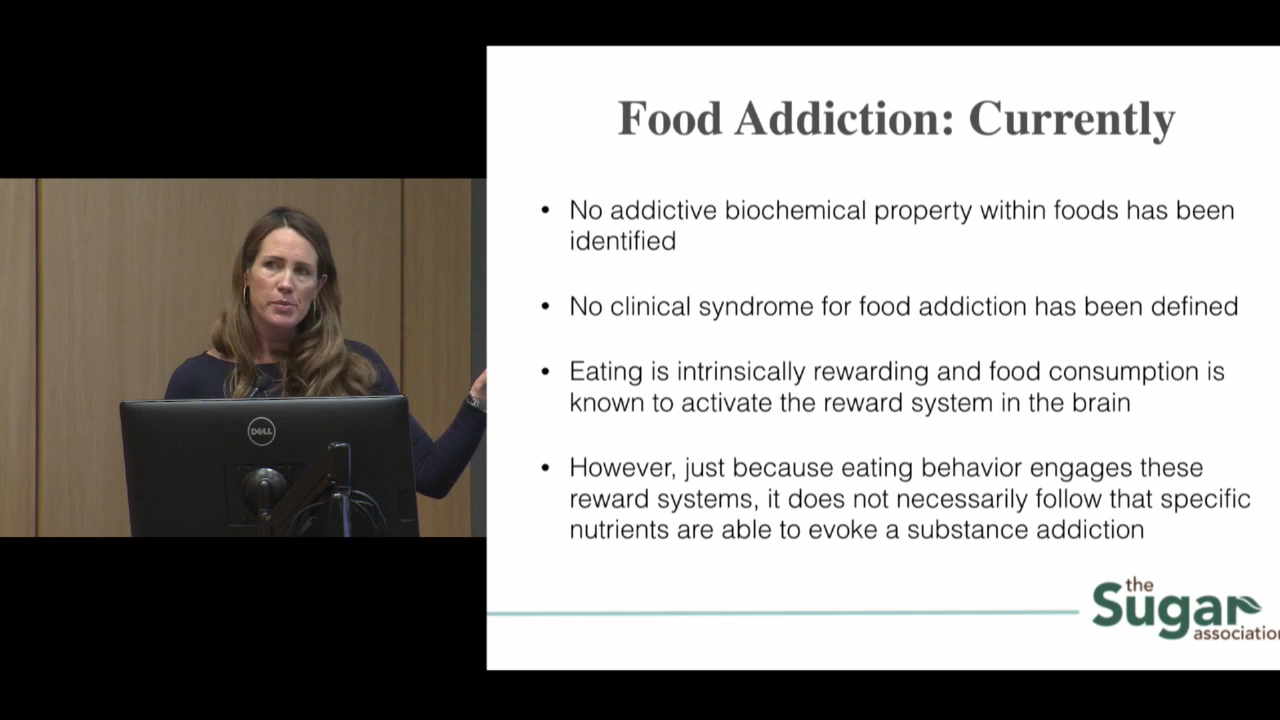 Food Addiction: Currently
• No addictive biochemical property within foods has been
identified
• No clinical syndrome for food addiction has been defined
• Eating is intrinsically rewarding and food consumption is
known to activate the reward system in the brain
• However, just because eating behavior engages these
reward systems, it does not necessarily follow that specific
nutrients are able to evoke a substance addiction
the
Sugar
association
DELL